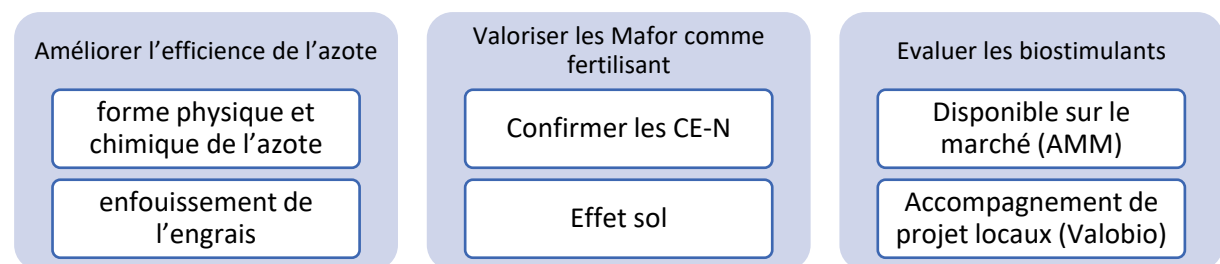 Améliorer l’efficience de l’azote
forme physique et
chimique de l’azote
enfouissement de
l’engrais
Valoriser les Mafor comme
fertilisant
Confirmer les CE-N
Effet sol
Evaluer les biostimulants
Disponible sur le
marché (AMM)
Accompagnement de
projet locaux (Valobio)